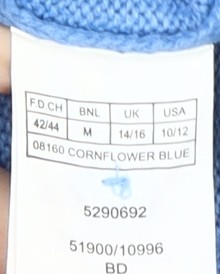 F.D.CH BNL UK USA
42/44 M 14/16 10/12
08160 CORNFLOWER BLUE
5290692
51900/10996
BD